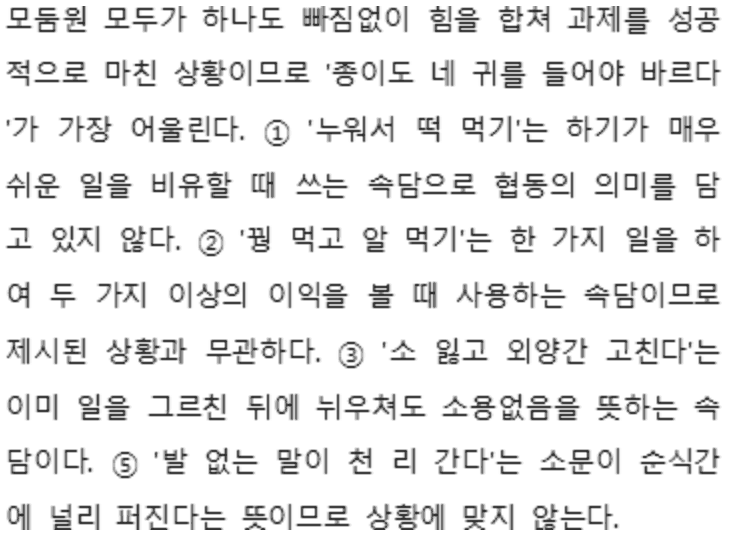 모둠원 모두가 하나도 빠짐없이 힘을 합쳐 과제를 성공
적으로 마친 상황이므로 '종이도 네 귀를 들어야 바르다
'가 가장 어울린다. ① '누워서 떡 먹기'는 하기가 매우
쉬운 일을 비유할 때 쓰는 속담으로 협동의 의미를 담
고 있지 않다. ② '꿩 먹고 알 먹기'는 한 가지 일을 하
여 두 가지 이상의 이익을 볼 때 사용하는 속담이므로
제시된 상황과 무관하다. ③ '소 잃고 외양간 고친다'는
이미 일을 그르친 뒤에 뉘우쳐도 소용없음을 뜻하는 속
담이다. ⑤ '발 없는 말이 천 리 간다'는 소문이 순식간
에 널리 퍼진다는 뜻이므로 상황에 맞지 않는다.